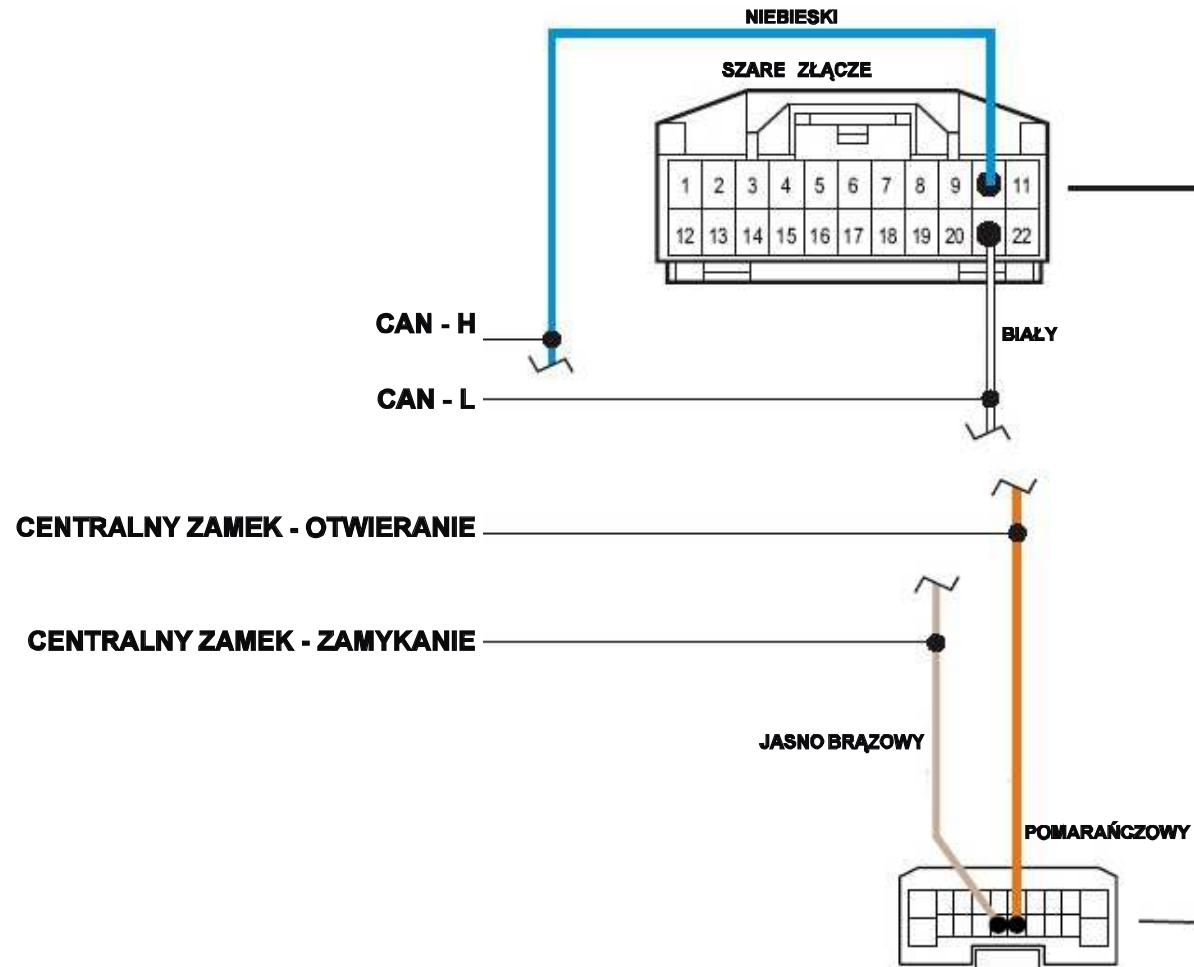 NIEBIESKI
SZARE ZŁĄCZE
1 2 3 4 5 6 7 8 9 11
12 13 14 15 16 17 18 19 20 22
CAN - H
BIAŁY
CAN - L
CENTRALNY ZAMEK - OTWIERANIE
CENTRALNY ZAMEK - ZAMYKANIE
JASNO BRĄZOWY
POMARAŃCZOWY